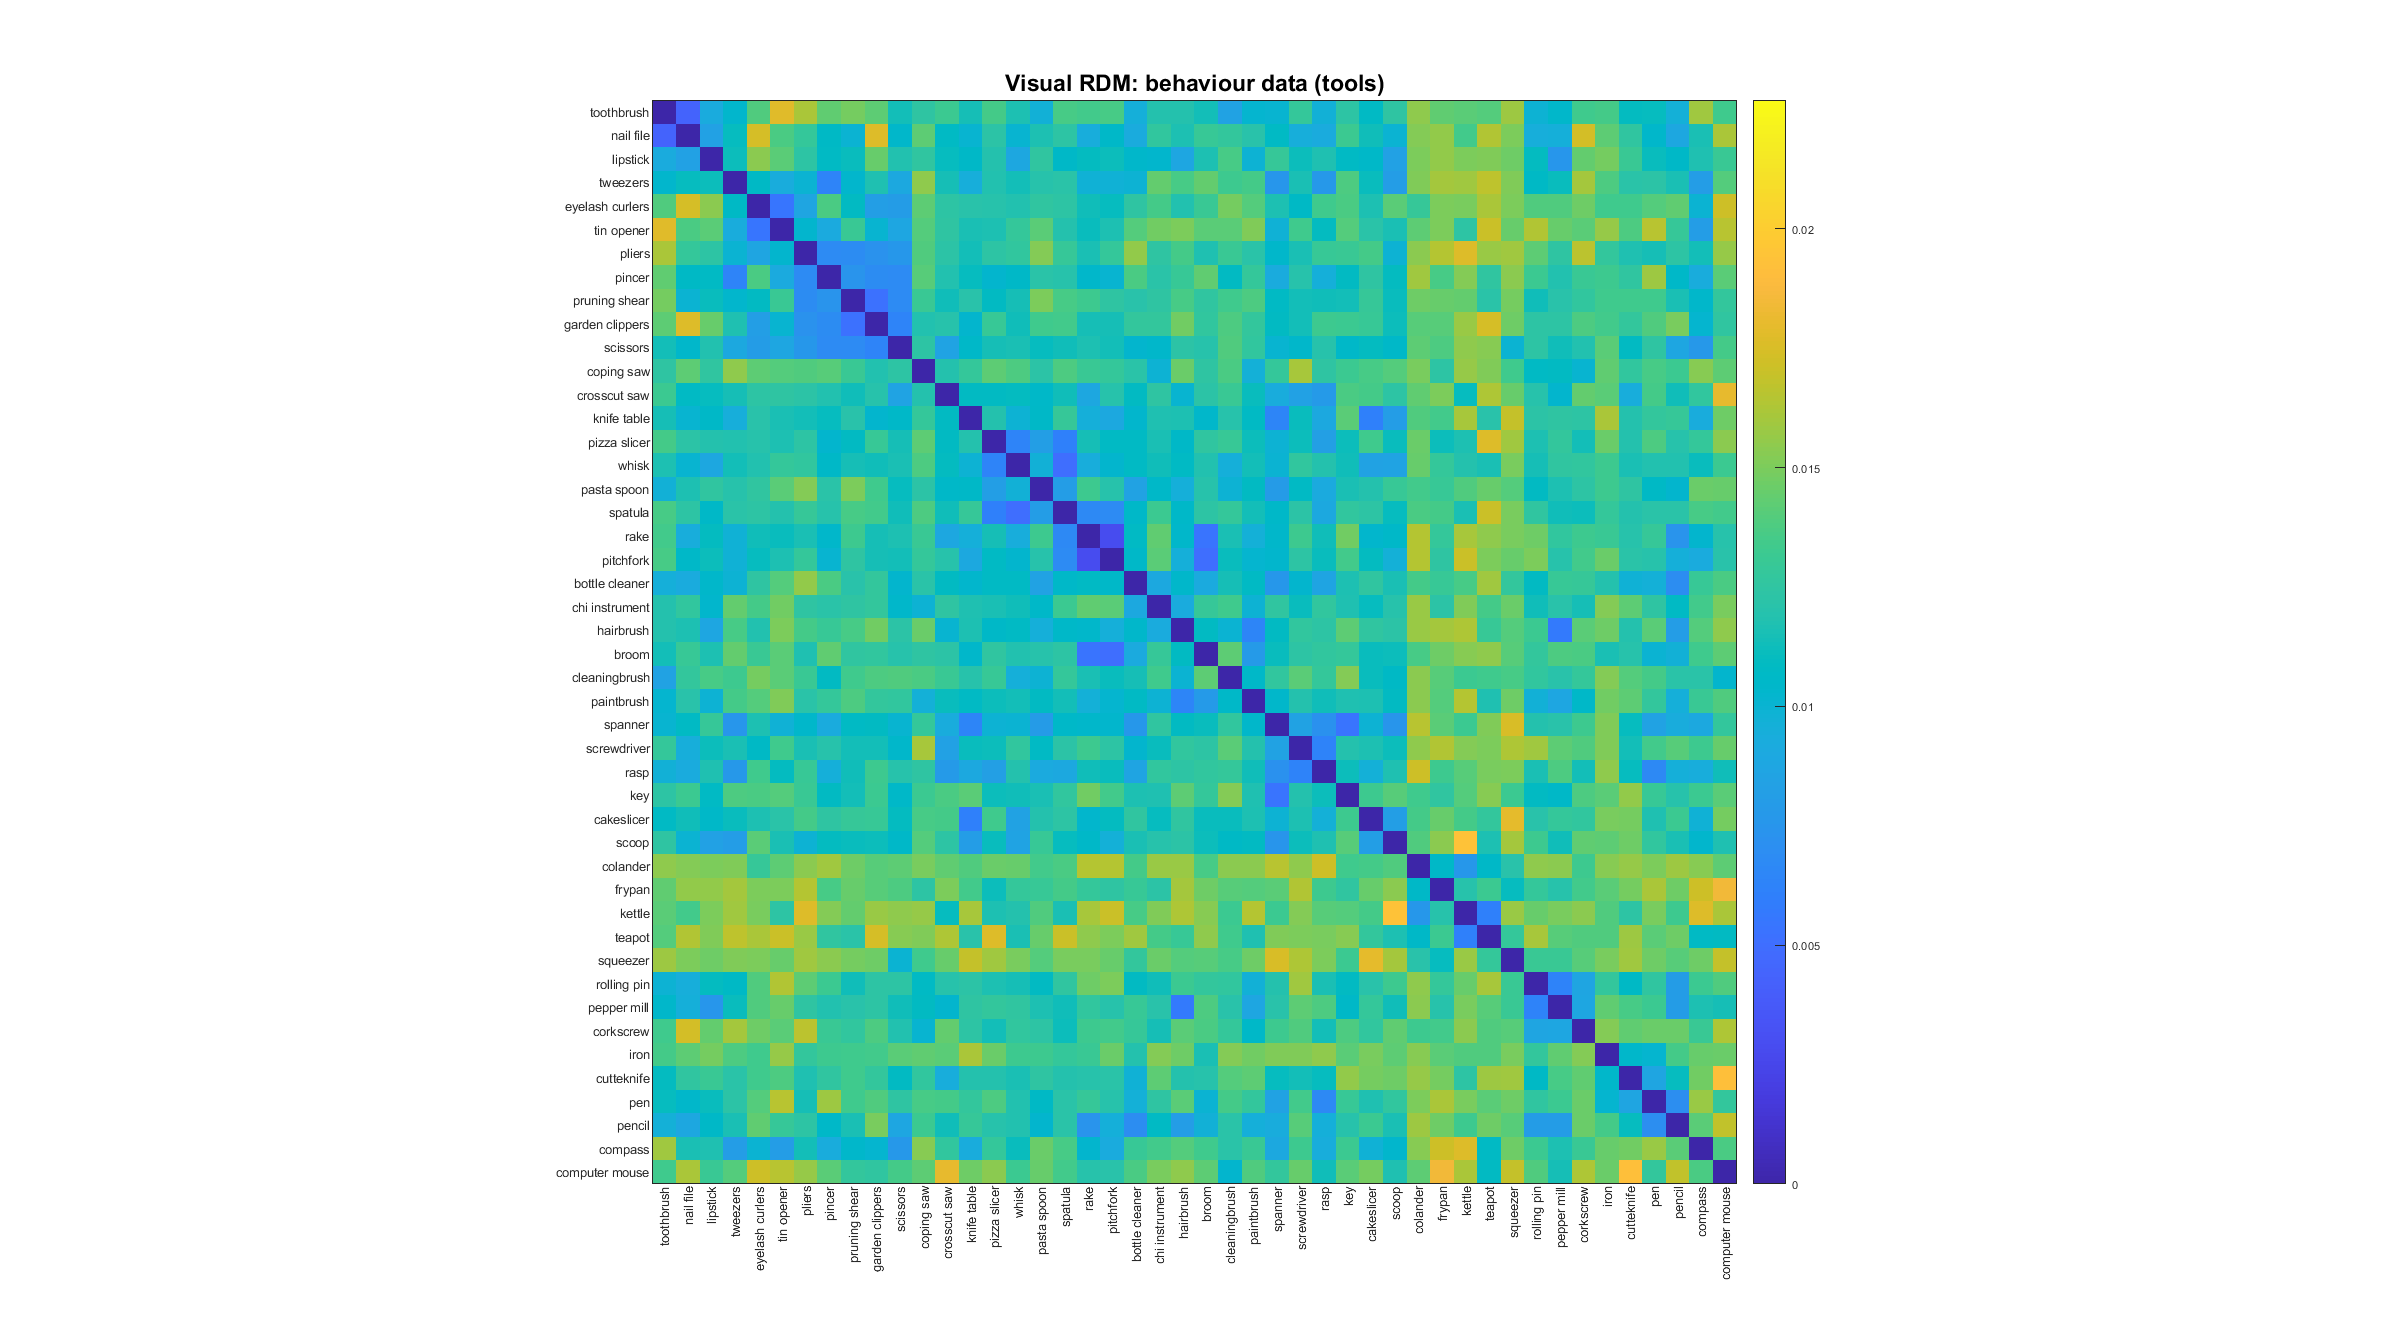 Visual RDM: behaviour data (tools)
toothbrush
nail file
lipstick
tweezers
eyelash curlers
tin opener
pliers
pincer
pruning shear
garden clippers
scissors
coping saw
crosscut saw
knife table
pizza slicer
whisk
pasta spoon
spatula
rake
pitchfork
bottle cleaner
chi instrument
hairbrush
broom
cleaningbrush
paintbrush
spanner
screwdriver
rasp
key
cakeslicer
scoop
colander
frypan
kettle
teapot
squeezer
rolling pin
pepper mill
corkscrew
iron
cutteknife
pen
pencil
compass
computer mouse
0.02
0.015
0.01
0.005
0
toothbrush
nail file
lipstick
tweezers
eyelash curlers
tin opener
pliers
pincer
pruning shear
garden clippers
scissors
coping saw
crosscut saw
knife table
pizza slicer
whisk
pasta spoon
spatula
rake
pitchfork
bottle cleaner
chi instrument
hairbrush
broom
cleaningbrush
paintbrush
spanner
screwdriver
rasp
key
cakeslicer
scoop
colander
frypan
kettle
teapot
squeezer
rolling pin
pepper mill
corkscrew
iron
cutteknife
pen
pencil
compass
computer mouse